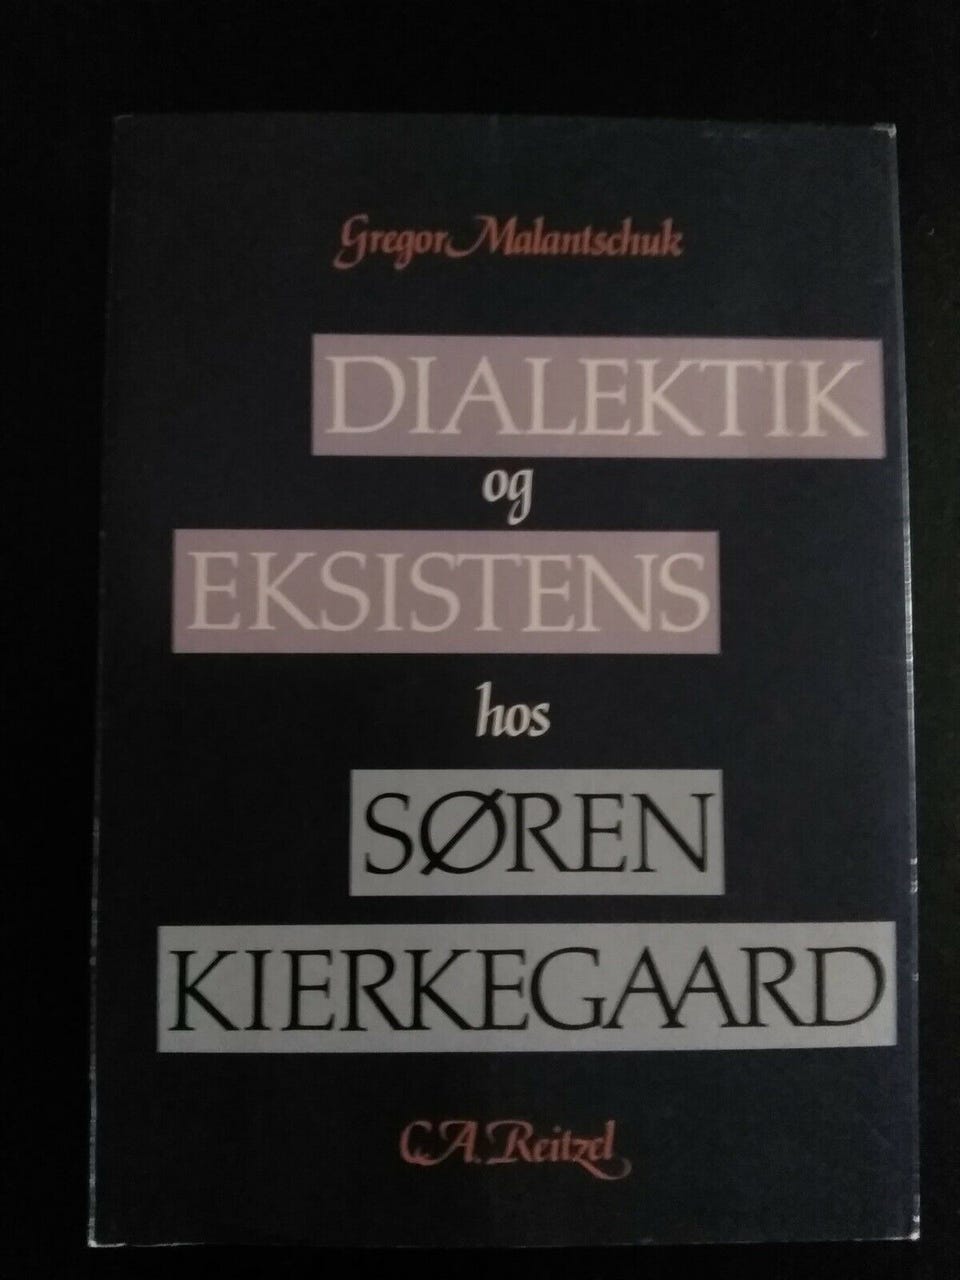 Gregor Malantschuk
DIALEKTIK
og
EKSISTENS
hos
SØREN
KIERKEGAARD
C.A. Reitzel